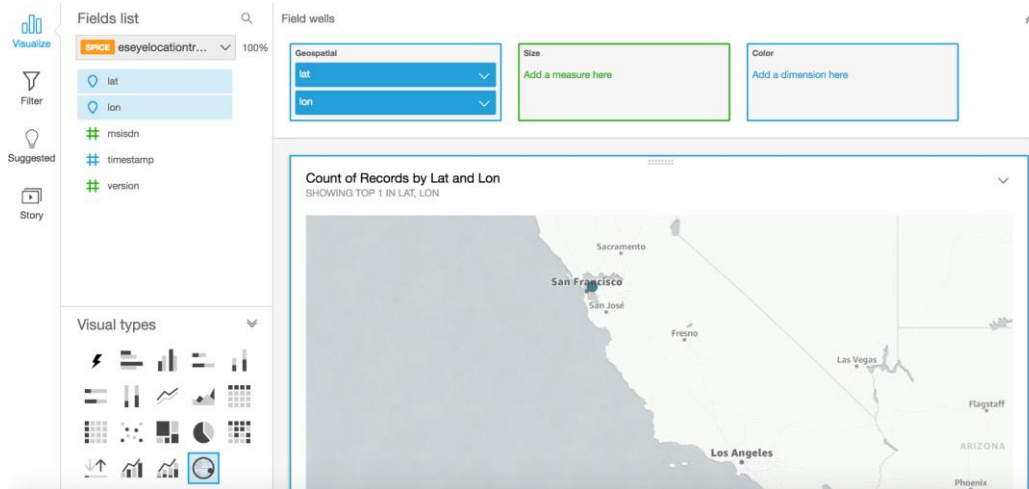 Visualize
Filter
Suggested
Story
Fields list
SPICE eseyelocationtr... 100%
lat
lon
msisdn
timestamp
version
Visual types
Field wells
Geospatial
lat
lon
Size
Add a measure here
Color
Add a dimension here
Count of Records by Lat and Lon
SHOWING TOP 1 IN LAT, LON
Sacramento
San Francisco
San José
Fresno
Las Vegas
Flagstaff
ARIZONA
Los Angeles
Phoenix